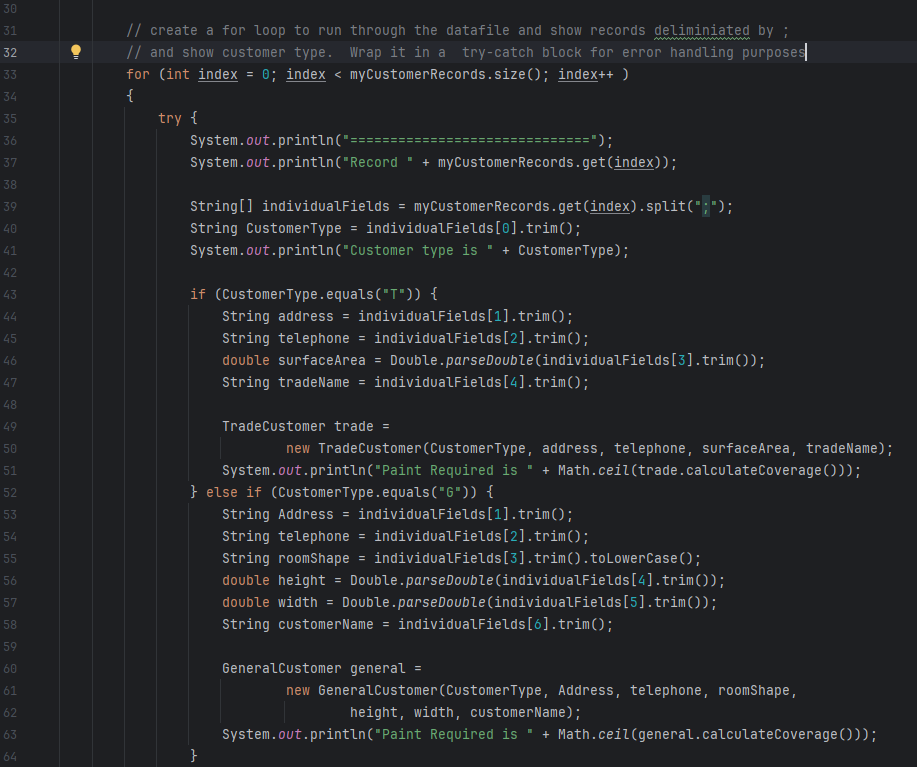 30
31 // create a for loop to run through the datafile and show records deliminiated by ;
32 // and show customer type.  Wrap it in a  try-catch block for error handling purposes
33 for (int index = 0; index < myCustomerRecords.size(); index++ )
34 {
35 try {
36 System.out.println("==============================");
37 System.out.println("Record " + myCustomerRecords.get(index));
38
39 String[] individualFields = myCustomerRecords.get(index).split(";");
40 String CustomerType = individualFields[0].trim();
41 System.out.println("Customer type is " + CustomerType);
42
43 if (CustomerType.equals("T")) {
44 String address = individualFields[1].trim();
45 String telephone = individualFields[2].trim();
46 double surfaceArea = Double.parseDouble(individualFields[3].trim());
47 String tradeName = individualFields[4].trim();
48
49 TradeCustomer trade =
50 new TradeCustomer(CustomerType, address, telephone, surfaceArea, tradeName);
51 System.out.println("Paint Required is " + Math.ceil(trade.calculateCoverage()));
52 } else if (CustomerType.equals("G")) {
53 String Address = individualFields[1].trim();
54 String telephone = individualFields[2].trim();
55 String roomShape = individualFields[3].trim().toLowerCase();
56 double height = Double.parseDouble(individualFields[4].trim());
57 double width = Double.parseDouble(individualFields[5].trim());
58 String customerName = individualFields[6].trim();
59
60 GeneralCustomer general =
61 new GeneralCustomer(CustomerType, Address, telephone, roomShape,
62 height, width, customerName);
63 System.out.println("Paint Required is " + Math.ceil(general.calculateCoverage()));
64 }